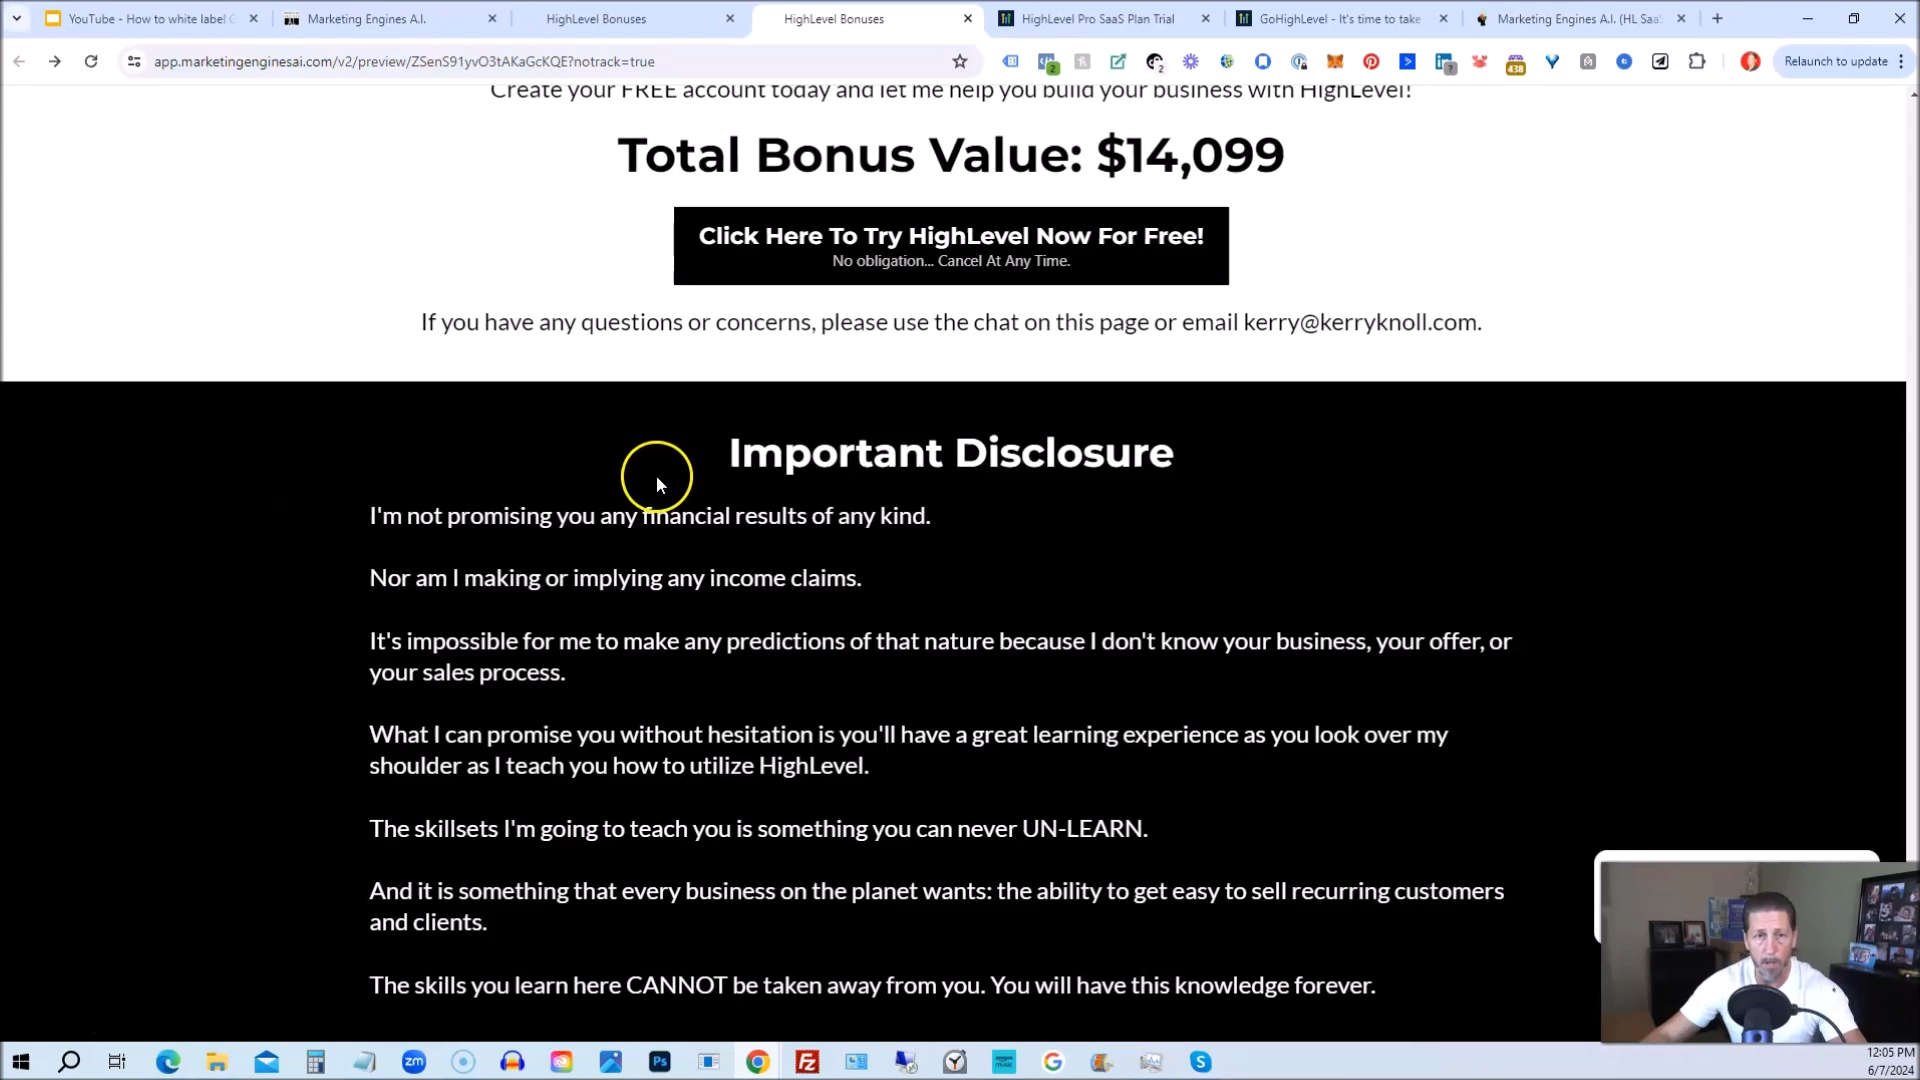 YouTube - How to white label G
Marketing Engines A.I.
HighLevel Bonuses
HighLevel Bonuses
HighLevel Pro SaaS Plan Trial
GoHighLevel - It's time to take
Marketing Engines A.I. (HL Saa
app.marketingenginesai.com/v2/preview/ZSenS91yvO3tAKaGcKQE?notrack=true
2
2
438
Relaunch to update
Create your FREE account today and let me help you build your business with HighLevel!
Total Bonus Value: $14,099
Click Here To Try HighLevel Now For Free!
No obligation... Cancel At Any Time.
If you have any questions or concerns, please use the chat on this page or email kerry@kerryknoll.com.
Important Disclosure
I'm not promising you any financial results of any kind.
Nor am I making or implying any income claims.
It's impossible for me to make any predictions of that nature because I don't know your business, your offer, or
your sales process.
What I can promise you without hesitation is you'll have a great learning experience as you look over my
shoulder as I teach you how to utilize HighLevel.
The skillsets I'm going to teach you is something you can never UN-LEARN.
And it is something that every business on the planet wants: the ability to get easy to sell recurring customers
and clients.
The skills you learn here CANNOT be taken away from you. You will have this knowledge forever.
zm
Ps
12:05 PM
6/7/2024